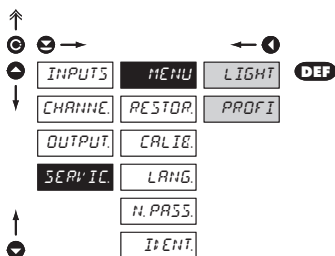 INPUTS MENU LIGHT DEF
CHANNE. RESTOR. PROFI
OUTPUT. CALIB.
SERVIC. LANG.
N. PASS.
IDENT.